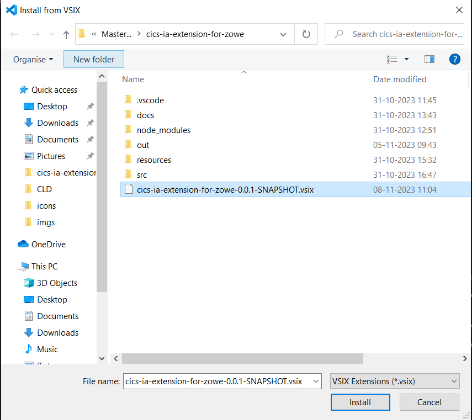 Install from VSIX
« Master... › cics-ia-extension-for-zowe
Search cics-ia-extension-for-...
Organise New folder
Name Date modified
Quick access
Desktop
Downloads
Documents
Pictures
cics-ia-extension
CLD
icons
imgs
OneDrive
This PC
3D Objects
Desktop
Documents
Downloads
Music
.vscode 31-10-2023 11:45
docs 31-10-2023 13:43
node_modules 31-10-2023 12:51
out 05-11-2023 09:43
resources 31-10-2023 15:32
src 31-10-2023 16:47
cics-ia-extension-for-zowe-0.0.1-SNAPSHOT.vsix 08-11-2023 11:04
File name: cics-ia-extension-for-zowe-0.0.1-SNAPSHOT.vsix VSIX Extensions (*.vsix)
Install Cancel